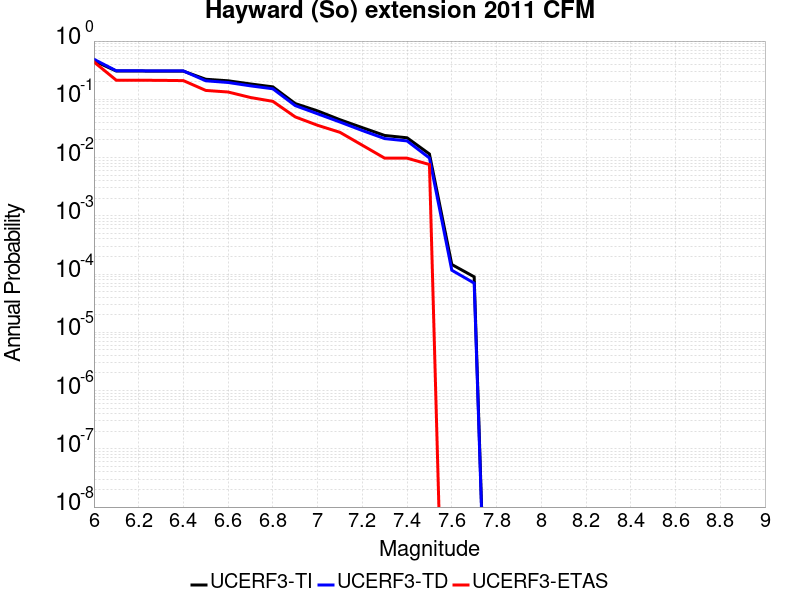 Hayward (So) extension 2011 CFM
Annual Probability
10^0
10^-1
10^-2
10^-3
10^-4
10^-5
10^-6
10^-7
10^-8
6 6.2 6.4 6.6 6.8 7 7.2 7.4 7.6 7.8 8 8.2 8.4 8.6 8.8 9
Magnitude
UCERF3-TI UCERF3-TD UCERF3-ETAS